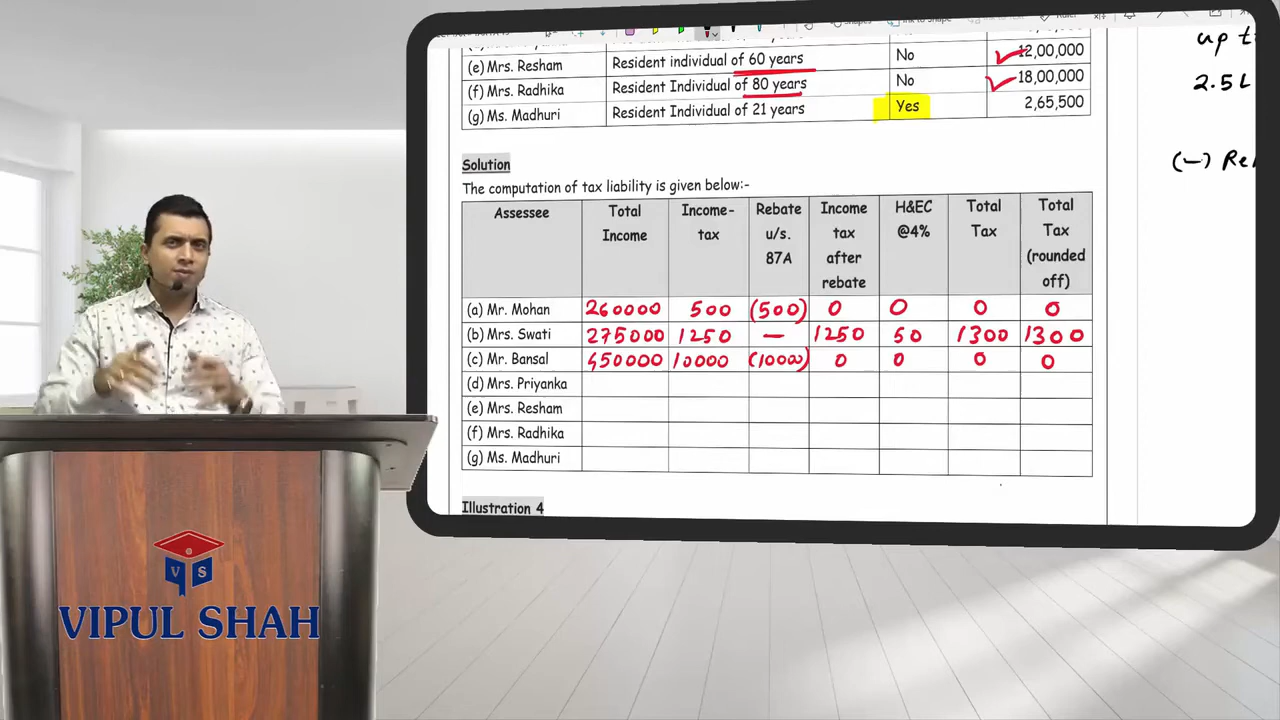 up t
(e) Mrs. Resham Resident individual of 60 years No 12,00,000
(f) Mrs. Radhika Resident Individual of 80 years No 18,00,000
2.5L
(g) Ms. Madhuri Resident Individual of 21 years Yes 2,65,500
Solution
(–) Re
The computation of tax liability is given below:-
Assessee Total Income Income-tax Rebate u/s. 87A Income tax after rebate H&EC @4% Total Tax Total Tax (rounded off)
(a) Mr. Mohan 260000 500 (500) 0 0 0 0
(b) Mrs. Swati 275000 1250 — 1250 50 1300 1300
(c) Mr. Bansal 450000 10000 (10000) 0 0 0 0
(d) Mrs. Priyanka
(e) Mrs. Resham
(f) Mrs. Radhika
(g) Ms. Madhuri
Illustration 4
V S
VIPUL SHAH